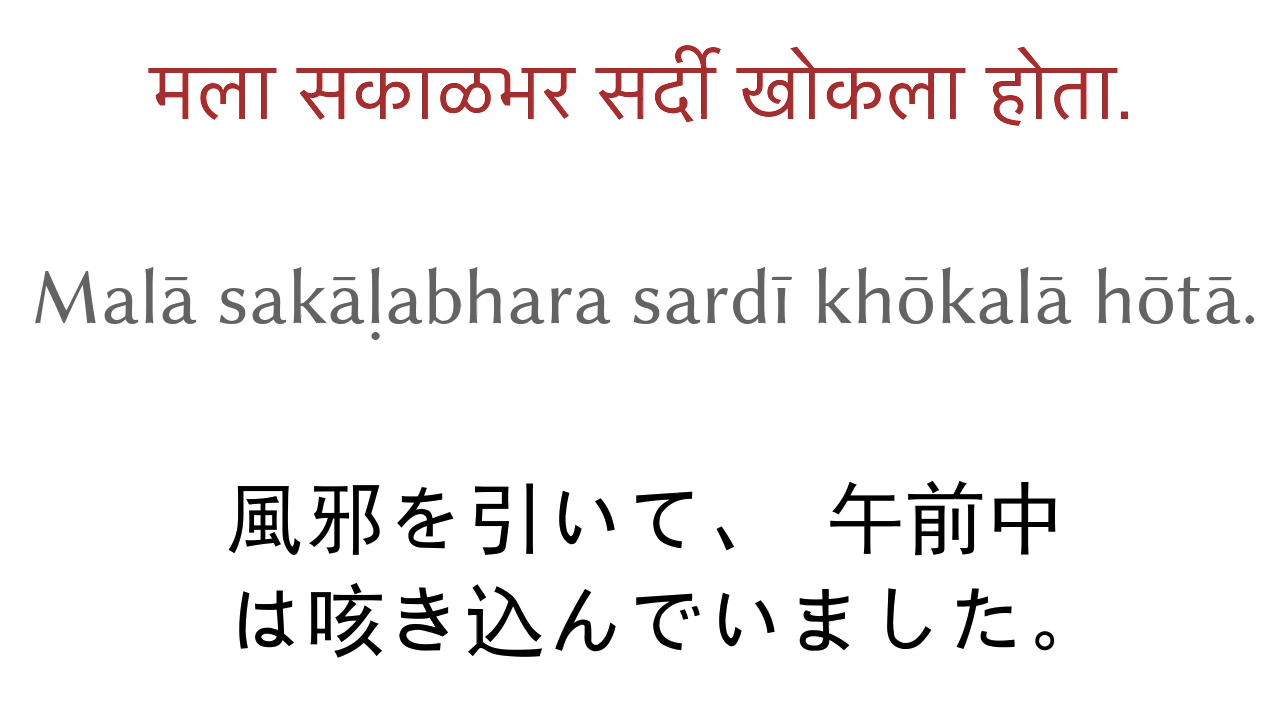 मला सकाळभर सर्दी खोकला होता.
Malā sakāḷabhara sardī khōkalā hōtā.
風邪を引いて、 午前中
は咳き込んでいました。